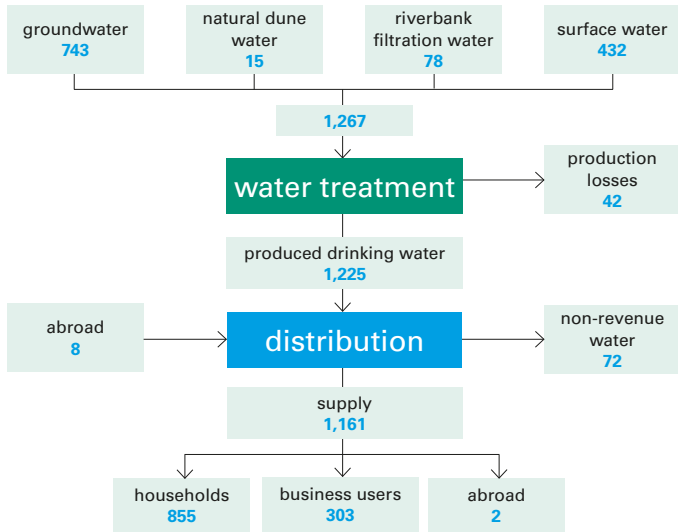 groundwater
743
natural dune
water
15
riverbank
filtration water
78
surface water
432
1,267
water treatment
production
losses
42
produced drinking water
1,225
abroad
8
distribution
non-revenue
water
72
supply
1,161
households
855
business users
303
abroad
2